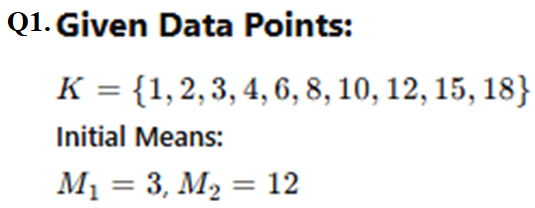 Q1. Given Data Points:
K = {1, 2, 3, 4, 6, 8, 10, 12, 15, 18}
Initial Means:
M₁ = 3, M₂ = 12